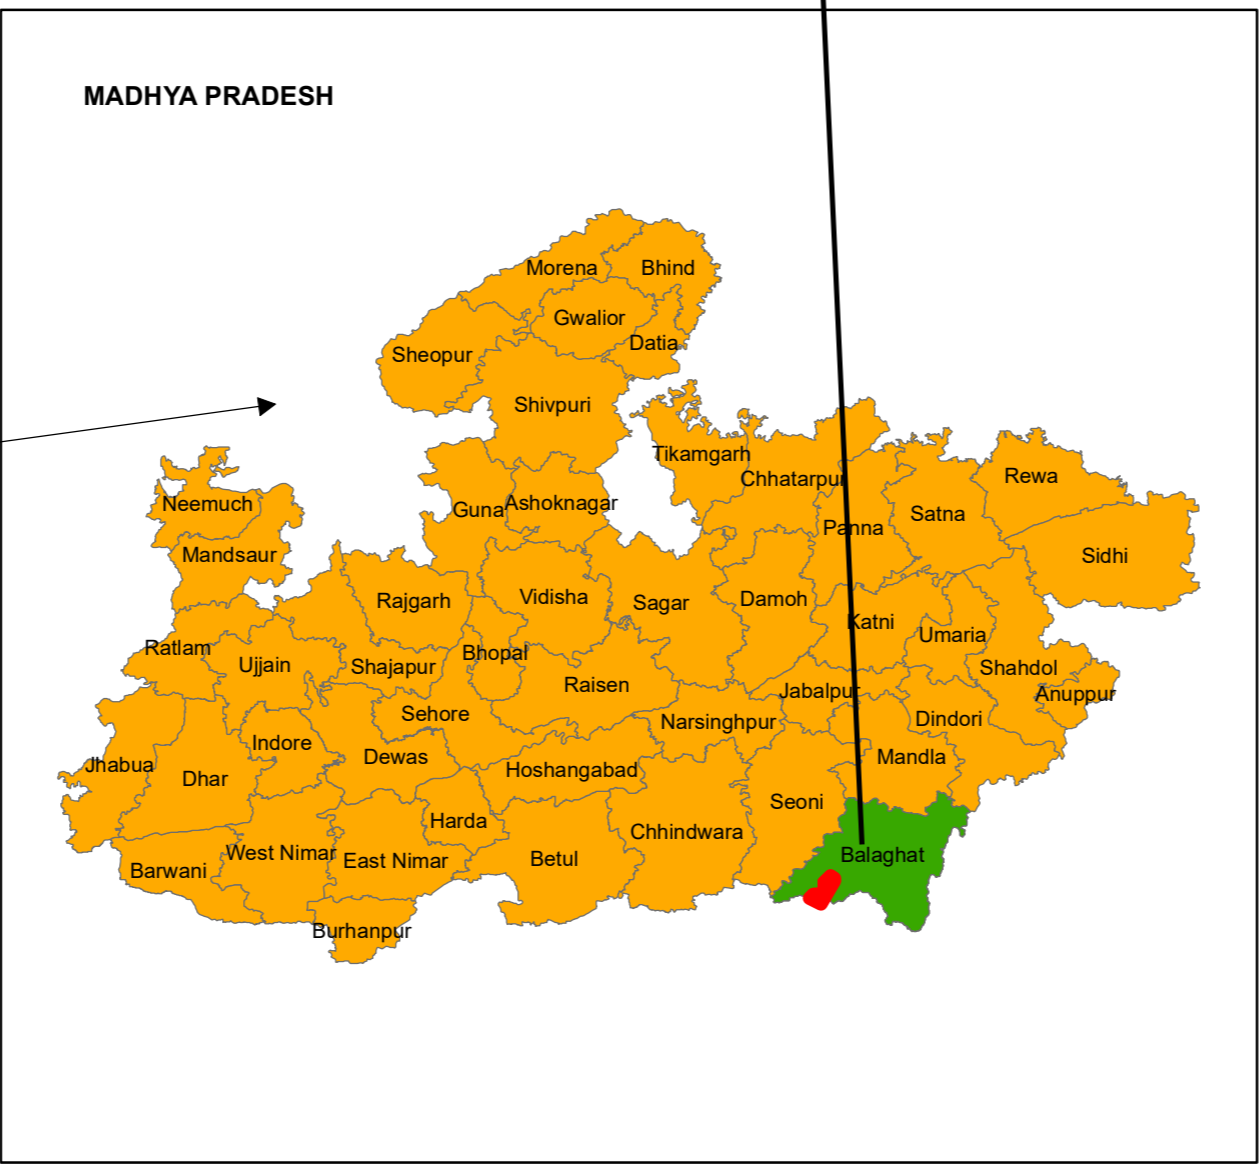 MADHYA PRADESH
Morena
Bhind
Gwalior
Datia
Sheopur
Shivpuri
Tikamgarh
Chhatarpur
Rewa
Neemuch
Guna
Ashoknagar
Panna
Satna
Mandsaur
Sidhi
Rajgarh
Vidisha
Sagar
Damoh
Katni
Umaria
Ratlam
Ujjain
Shajapur
Bhopal
Raisen
Shahdol
Anuppur
Jabalpur
Sehore
Narsinghpur
Dindori
Indore
Dewas
Mandla
Jhabua
Dhar
Hoshangabad
Seoni
Harda
Chhindwara
West Nimar
East Nimar
Betul
Balaghat
Barwani
Burhanpur